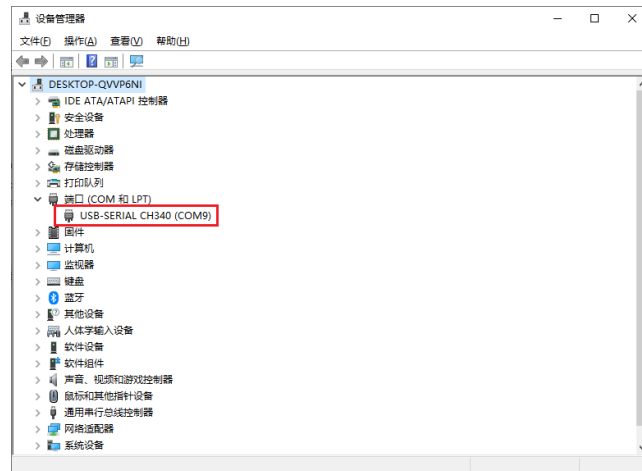 设备管理器
文件(F) 操作(A) 查看(V) 帮助(H)
DESKTOP-QVVP6NI
IDE ATA/ATAPI 控制器
安全设备
处理器
磁盘驱动器
存储控制器
打印队列
端口 (COM 和 LPT)
USB-SERIAL CH340 (COM9)
固件
计算机
监视器
键盘
蓝牙
其他设备
人体学输入设备
软件设备
软件组件
声音、视频和游戏控制器
鼠标和其他指针设备
通用串行总线控制器
网络适配器
系统设备